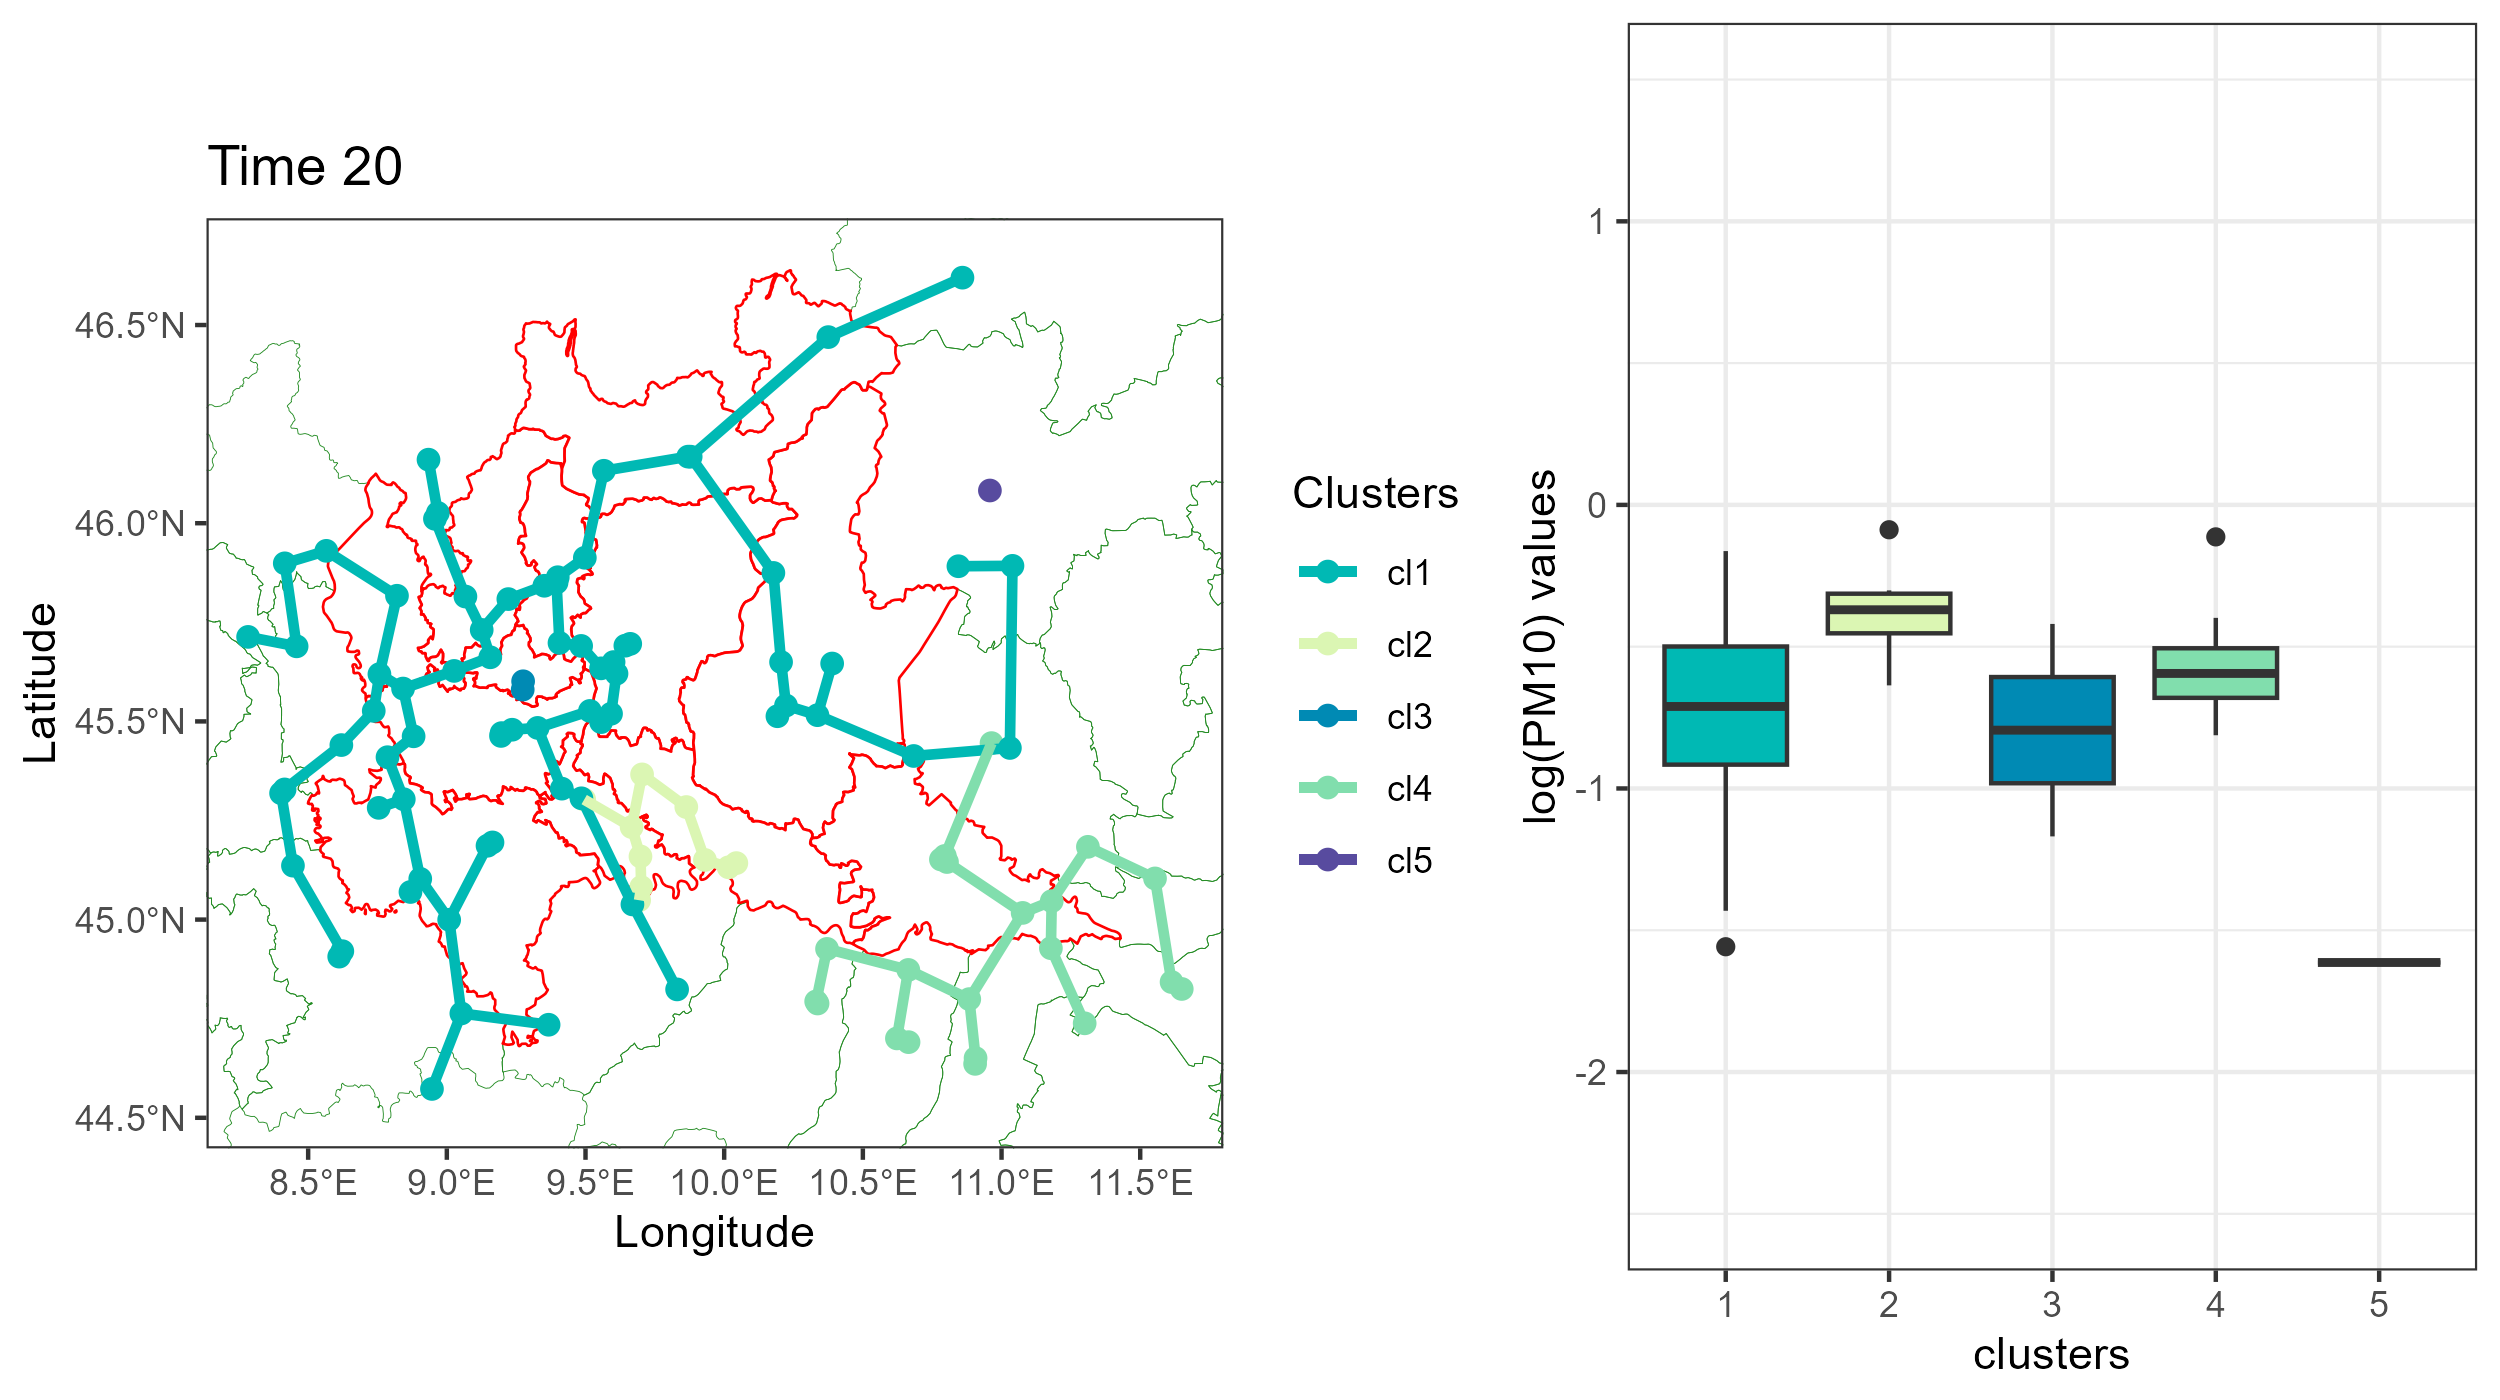 Time 20
46.5°N
46.0°N
45.5°N
45.0°N
44.5°N
Latitude
8.5°E 9.0°E 9.5°E 10.0°E 10.5°E 11.0°E 11.5°E
Longitude
Clusters
cl1
cl2
cl3
cl4
cl5
log(PM10) values
1
0
-1
-2
1 2 3 4 5
clusters